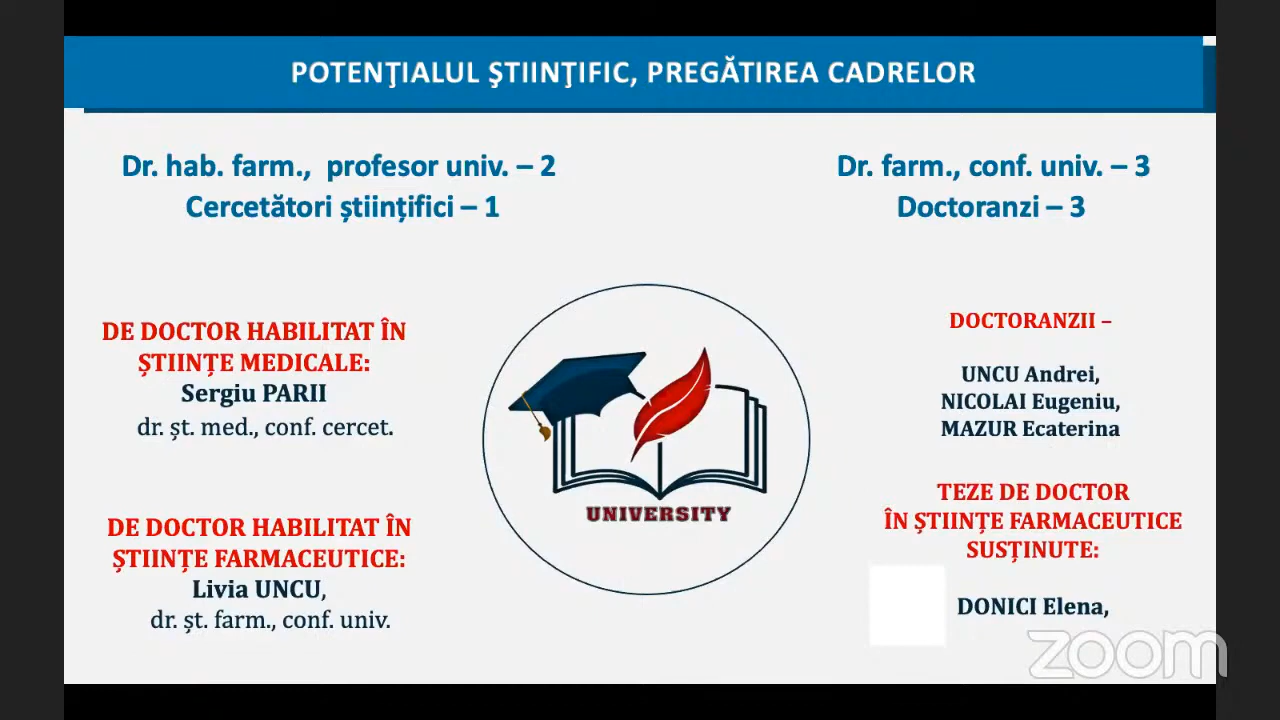 POTENŢIALUL ŞTIINŢIFIC, PREGĂTIREA CADRELOR
Dr. hab. farm., profesor univ. – 2
Cercetători științifici – 1
Dr. farm., conf. univ. – 3
Doctoranzi – 3
DE DOCTOR HABILITAT ÎN
ȘTIINȚE MEDICALE:
Sergiu PARII
dr. șt. med., conf. cercet.
DE DOCTOR HABILITAT ÎN
ȘTIINȚE FARMACEUTICE:
Livia UNCU,
dr. șt. farm., conf. univ.
UNIVERSITY
DOCTORANZII –
UNCU Andrei,
NICOLAI Eugeniu,
MAZUR Ecaterina
TEZE DE DOCTOR
ÎN ȘTIINȚE FARMACEUTICE
SUSȚINUTE:
DONICI Elena,
zoom